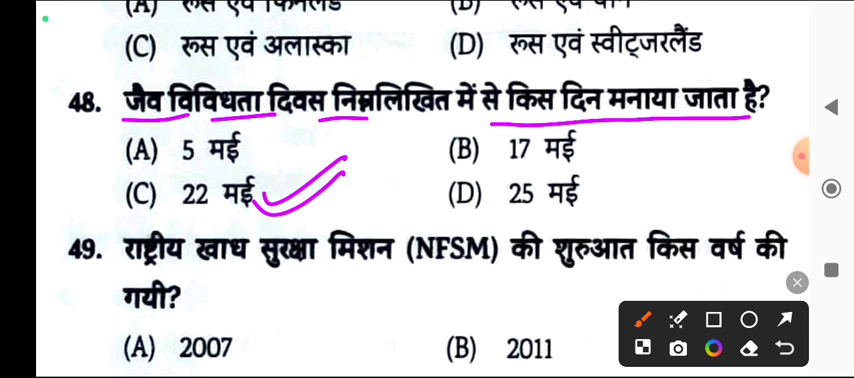 (C) रूस एवं अलास्का (D) रूस एवं स्वीट्जरलैंड
48. जैव विविधता दिवस निम्नलिखित में से किस दिन मनाया जाता है?
(A) 5 मई (B) 17 मई
(C) 22 मई (D) 25 मई
49. राष्ट्रीय खाध सुरक्षा मिशन (NFSM) की शुरुआत किस वर्ष की
गयी?
(A) 2007 (B) 2011